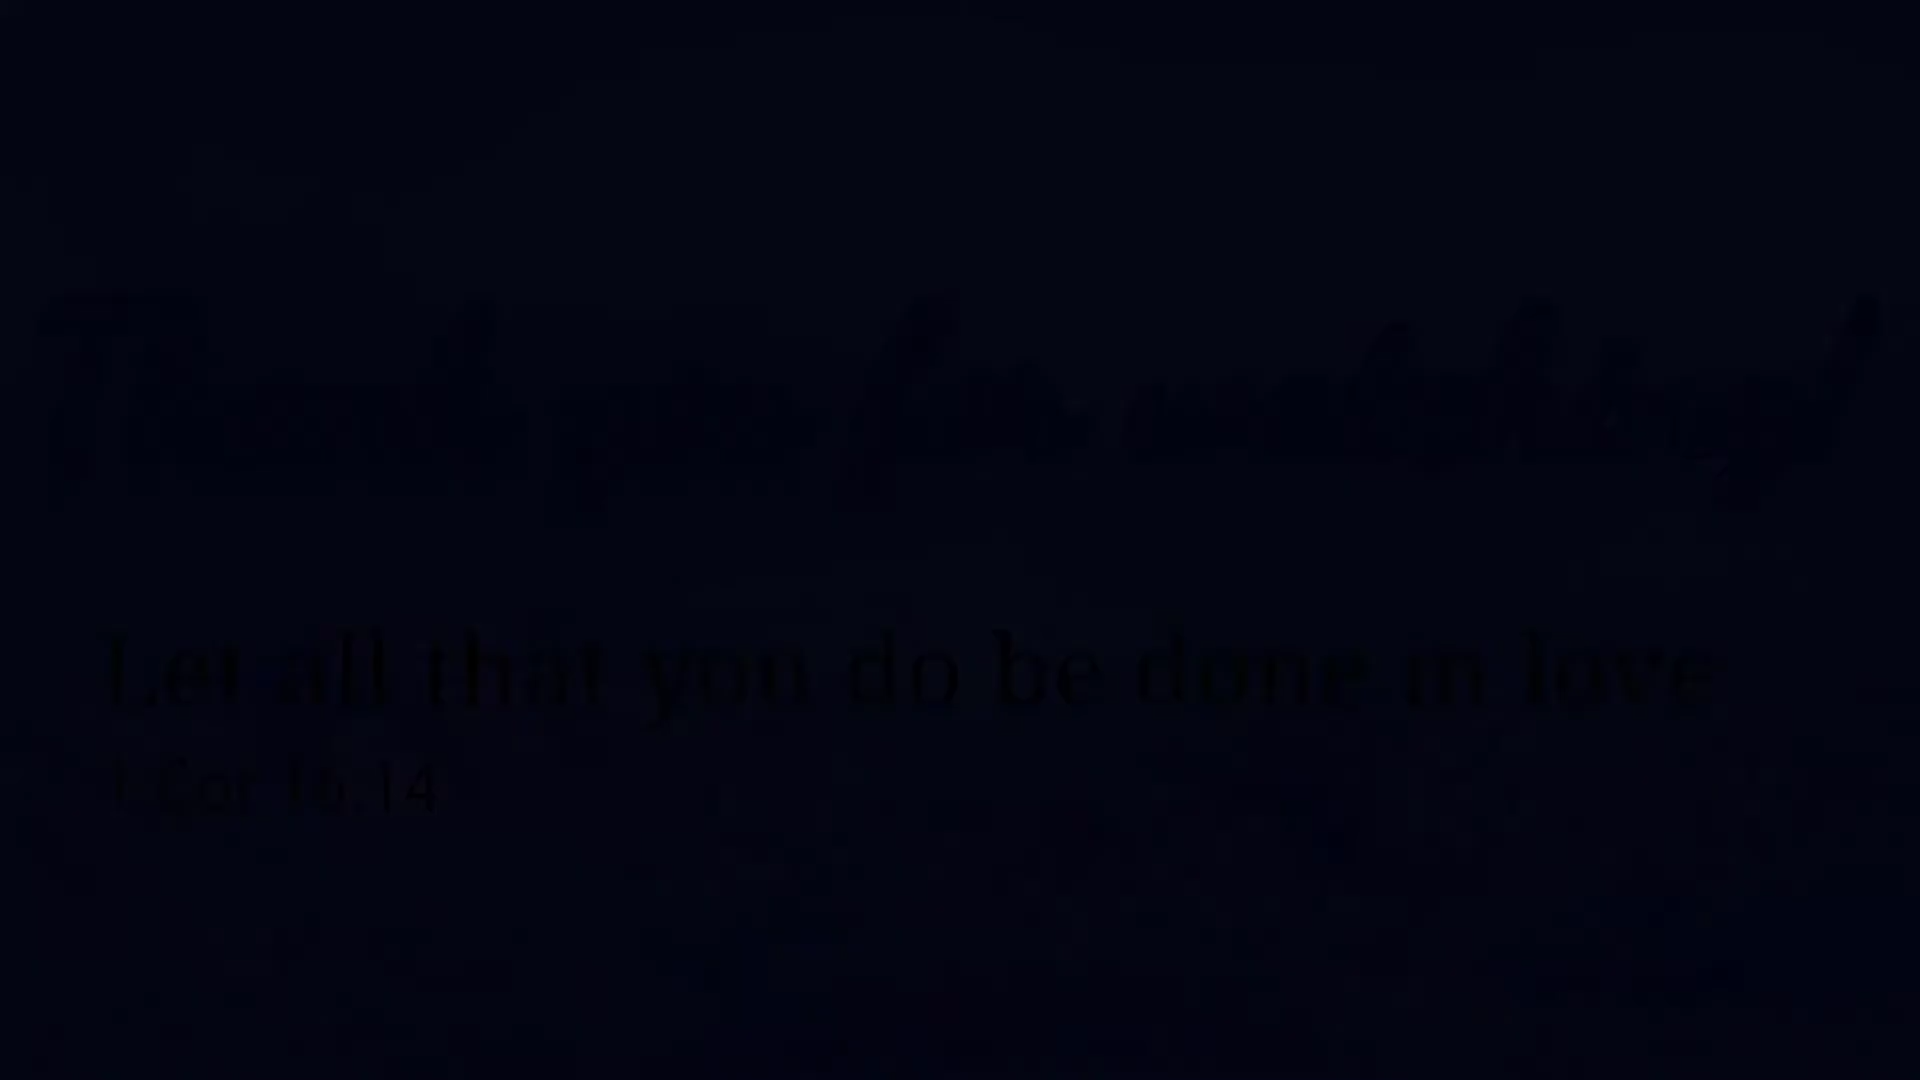 Thank you for watching!
Let all that you do be done in love
1 Cor 16,14